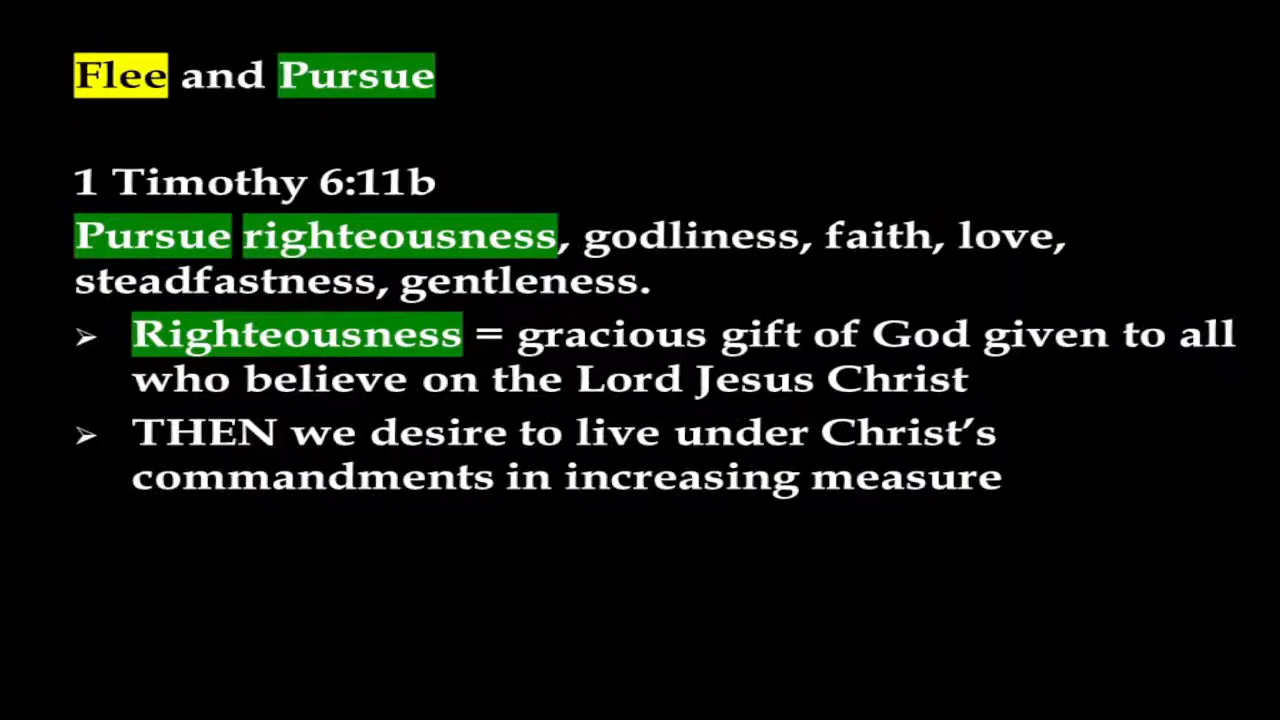 Flee and Pursue
1 Timothy 6:11b
Pursue righteousness, godliness, faith, love,
steadfastness, gentleness.
➢ Righteousness = gracious gift of God given to all
who believe on the Lord Jesus Christ
➢ THEN we desire to live under Christ’s
commandments in increasing measure